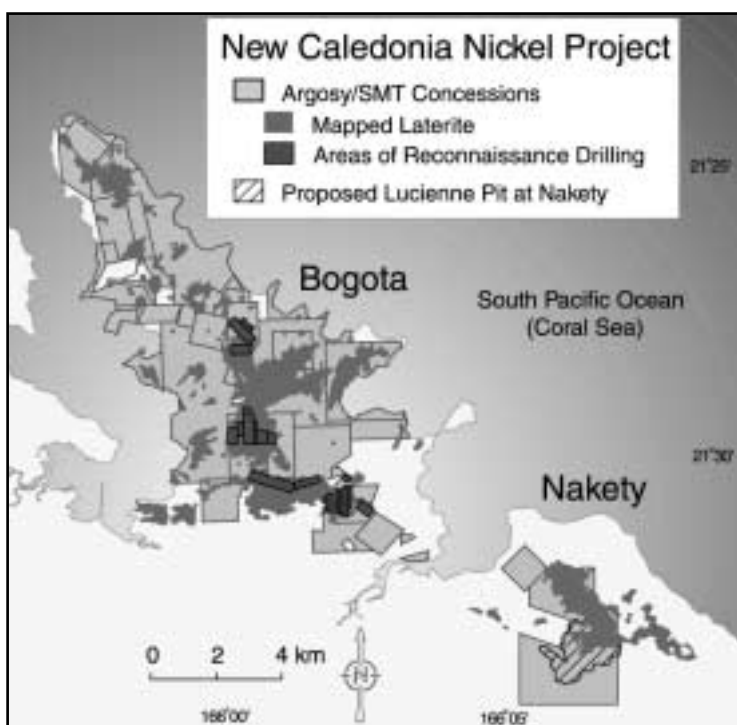 New Caledonia Nickel Project
Argosy/SMT Concessions
Mapped Laterite
Areas of Reconnaissance Drilling
Proposed Lucienne Pit at Nakety
21°25'
Bogota
South Pacific Ocean
(Coral Sea)
21°30'
Nakety
0 2 4 km
N
166°00'
166°05'